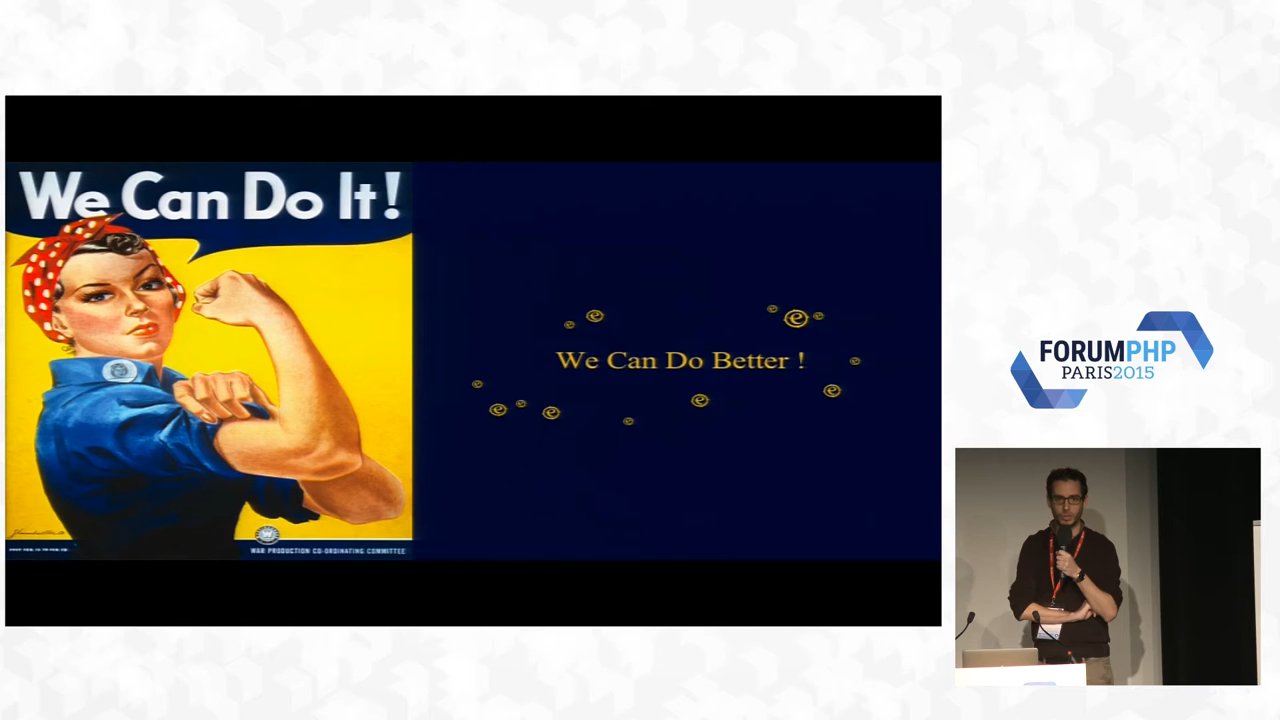 We Can Do It!
We Can Do Better !
WAR PRODUCTION CO-ORDINATING COMMITTEE
FORUMPHP
PARIS2015